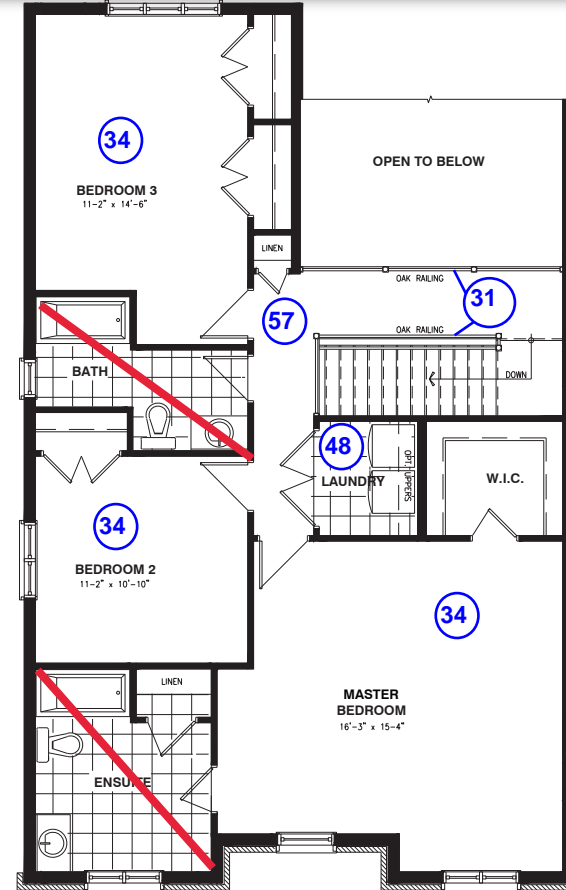 34
OPEN TO BELOW
BEDROOM 3
11-2" x 14'-6"
LINEN
OAK RAILING
31
57
OAK RAILING
BATH
DOWN
48
LAUNDRY
OPT. UPPERS
W.I.C.
34
BEDROOM 2
11-2" x 10'-10"
34
LINEN
MASTER
BEDROOM
16'-3" x 15-4"
ENSUITE